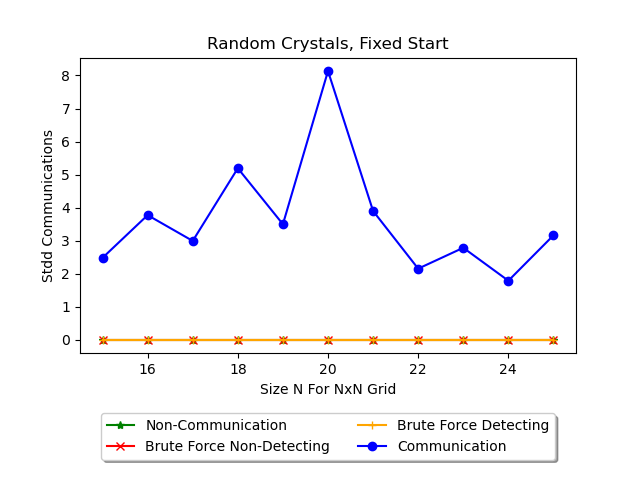 Random Crystals, Fixed Start
Stdd Communications
8
7
6
5
4
3
2
1
0
16 18 20 22 24
Size N For NxN Grid
Non-Communication Brute Force Detecting
Brute Force Non-Detecting Communication